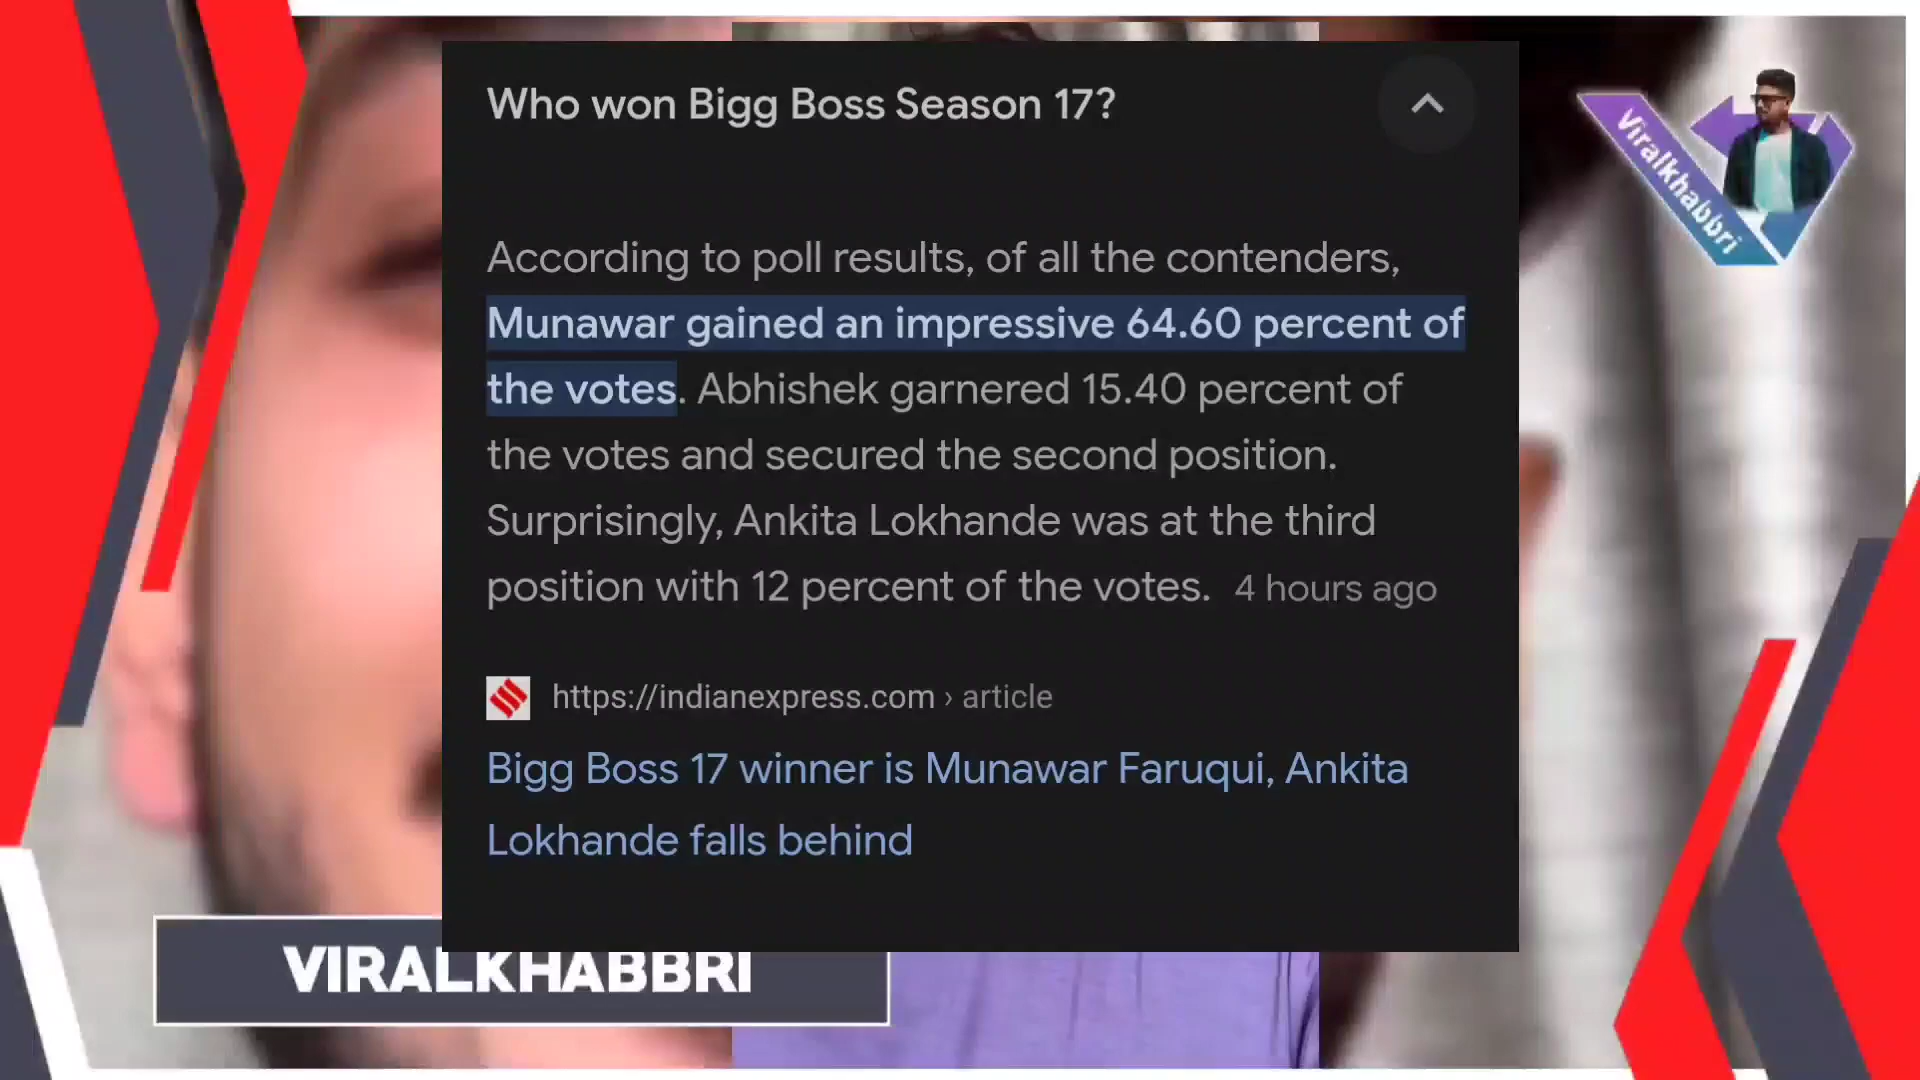 Who won Bigg Boss Season 17?
Viralkhabbri
According to poll results, of all the contenders,
Munawar gained an impressive 64.60 percent of
the votes. Abhishek garnered 15.40 percent of
the votes and secured the second position.
Surprisingly, Ankita Lokhande was at the third
position with 12 percent of the votes. 4 hours ago
https://indianexpress.com › article
Bigg Boss 17 winner is Munawar Faruqui, Ankita
Lokhande falls behind
VIRALKHABBRI